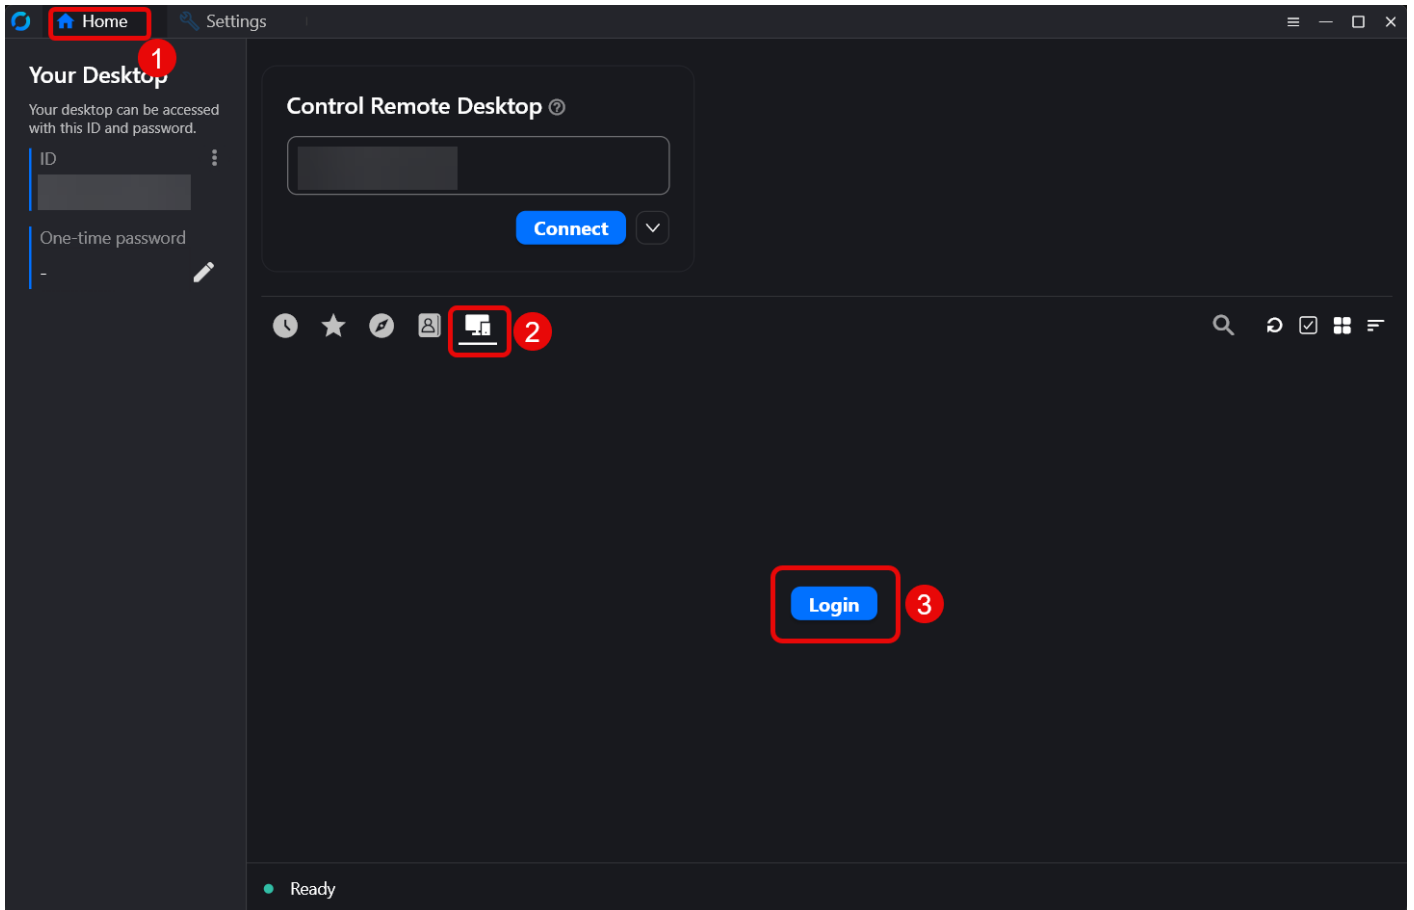 Home
Settings
1
Your Desktop
Your desktop can be accessed
with this ID and password.
ID
One-time password
-
Control Remote Desktop
Connect
2
Login
3
Ready